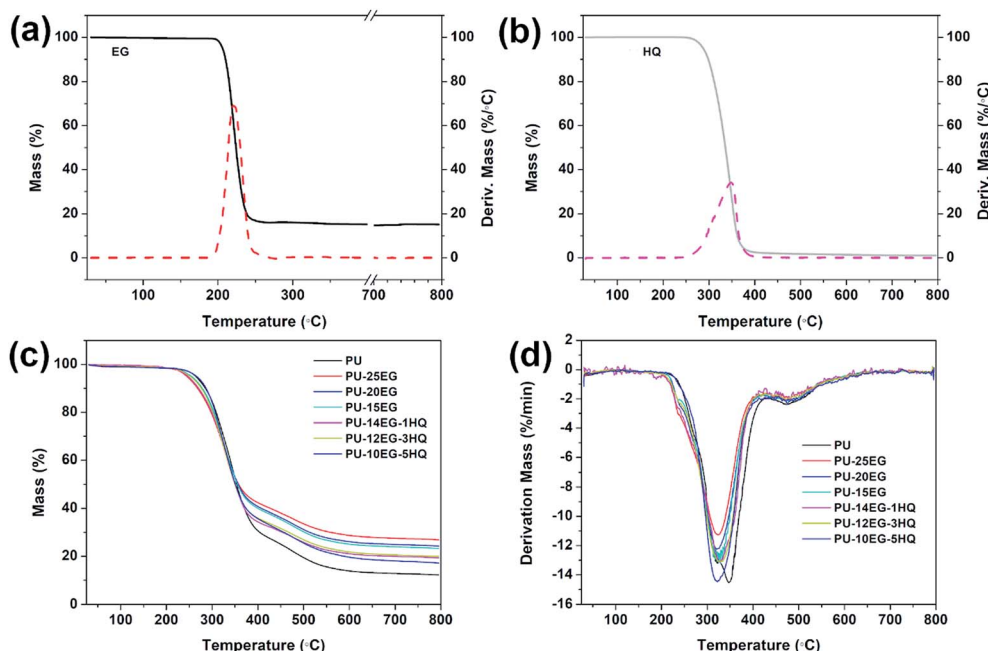 (a)
EG
Mass (%)
100
80
60
40
20
0
100
80
60
40
20
0
Deriv. Mass (%/◦C)
100 200 300 700 800
Temperature (◦C)
(b)
HQ
Mass (%)
100
80
60
40
20
0
100
80
60
40
20
0
Deriv. Mass (%/◦C)
100 200 300 400 500 600 700 800
Temperature (◦C)
(c)
Mass (%)
100
80
60
40
20
0
PU
PU-25EG
PU-20EG
PU-15EG
PU-14EG-1HQ
PU-12EG-3HQ
PU-10EG-5HQ
100 200 300 400 500 600 700 800
Temperature (◦C)
(d)
Derivation Mass (%/min)
2
0
-2
-4
-6
-8
-10
-12
-14
-16
PU
PU-25EG
PU-20EG
PU-15EG
PU-14EG-1HQ
PU-12EG-3HQ
PU-10EG-5HQ
100 200 300 400 500 600 700 800
Temperature (◦C)